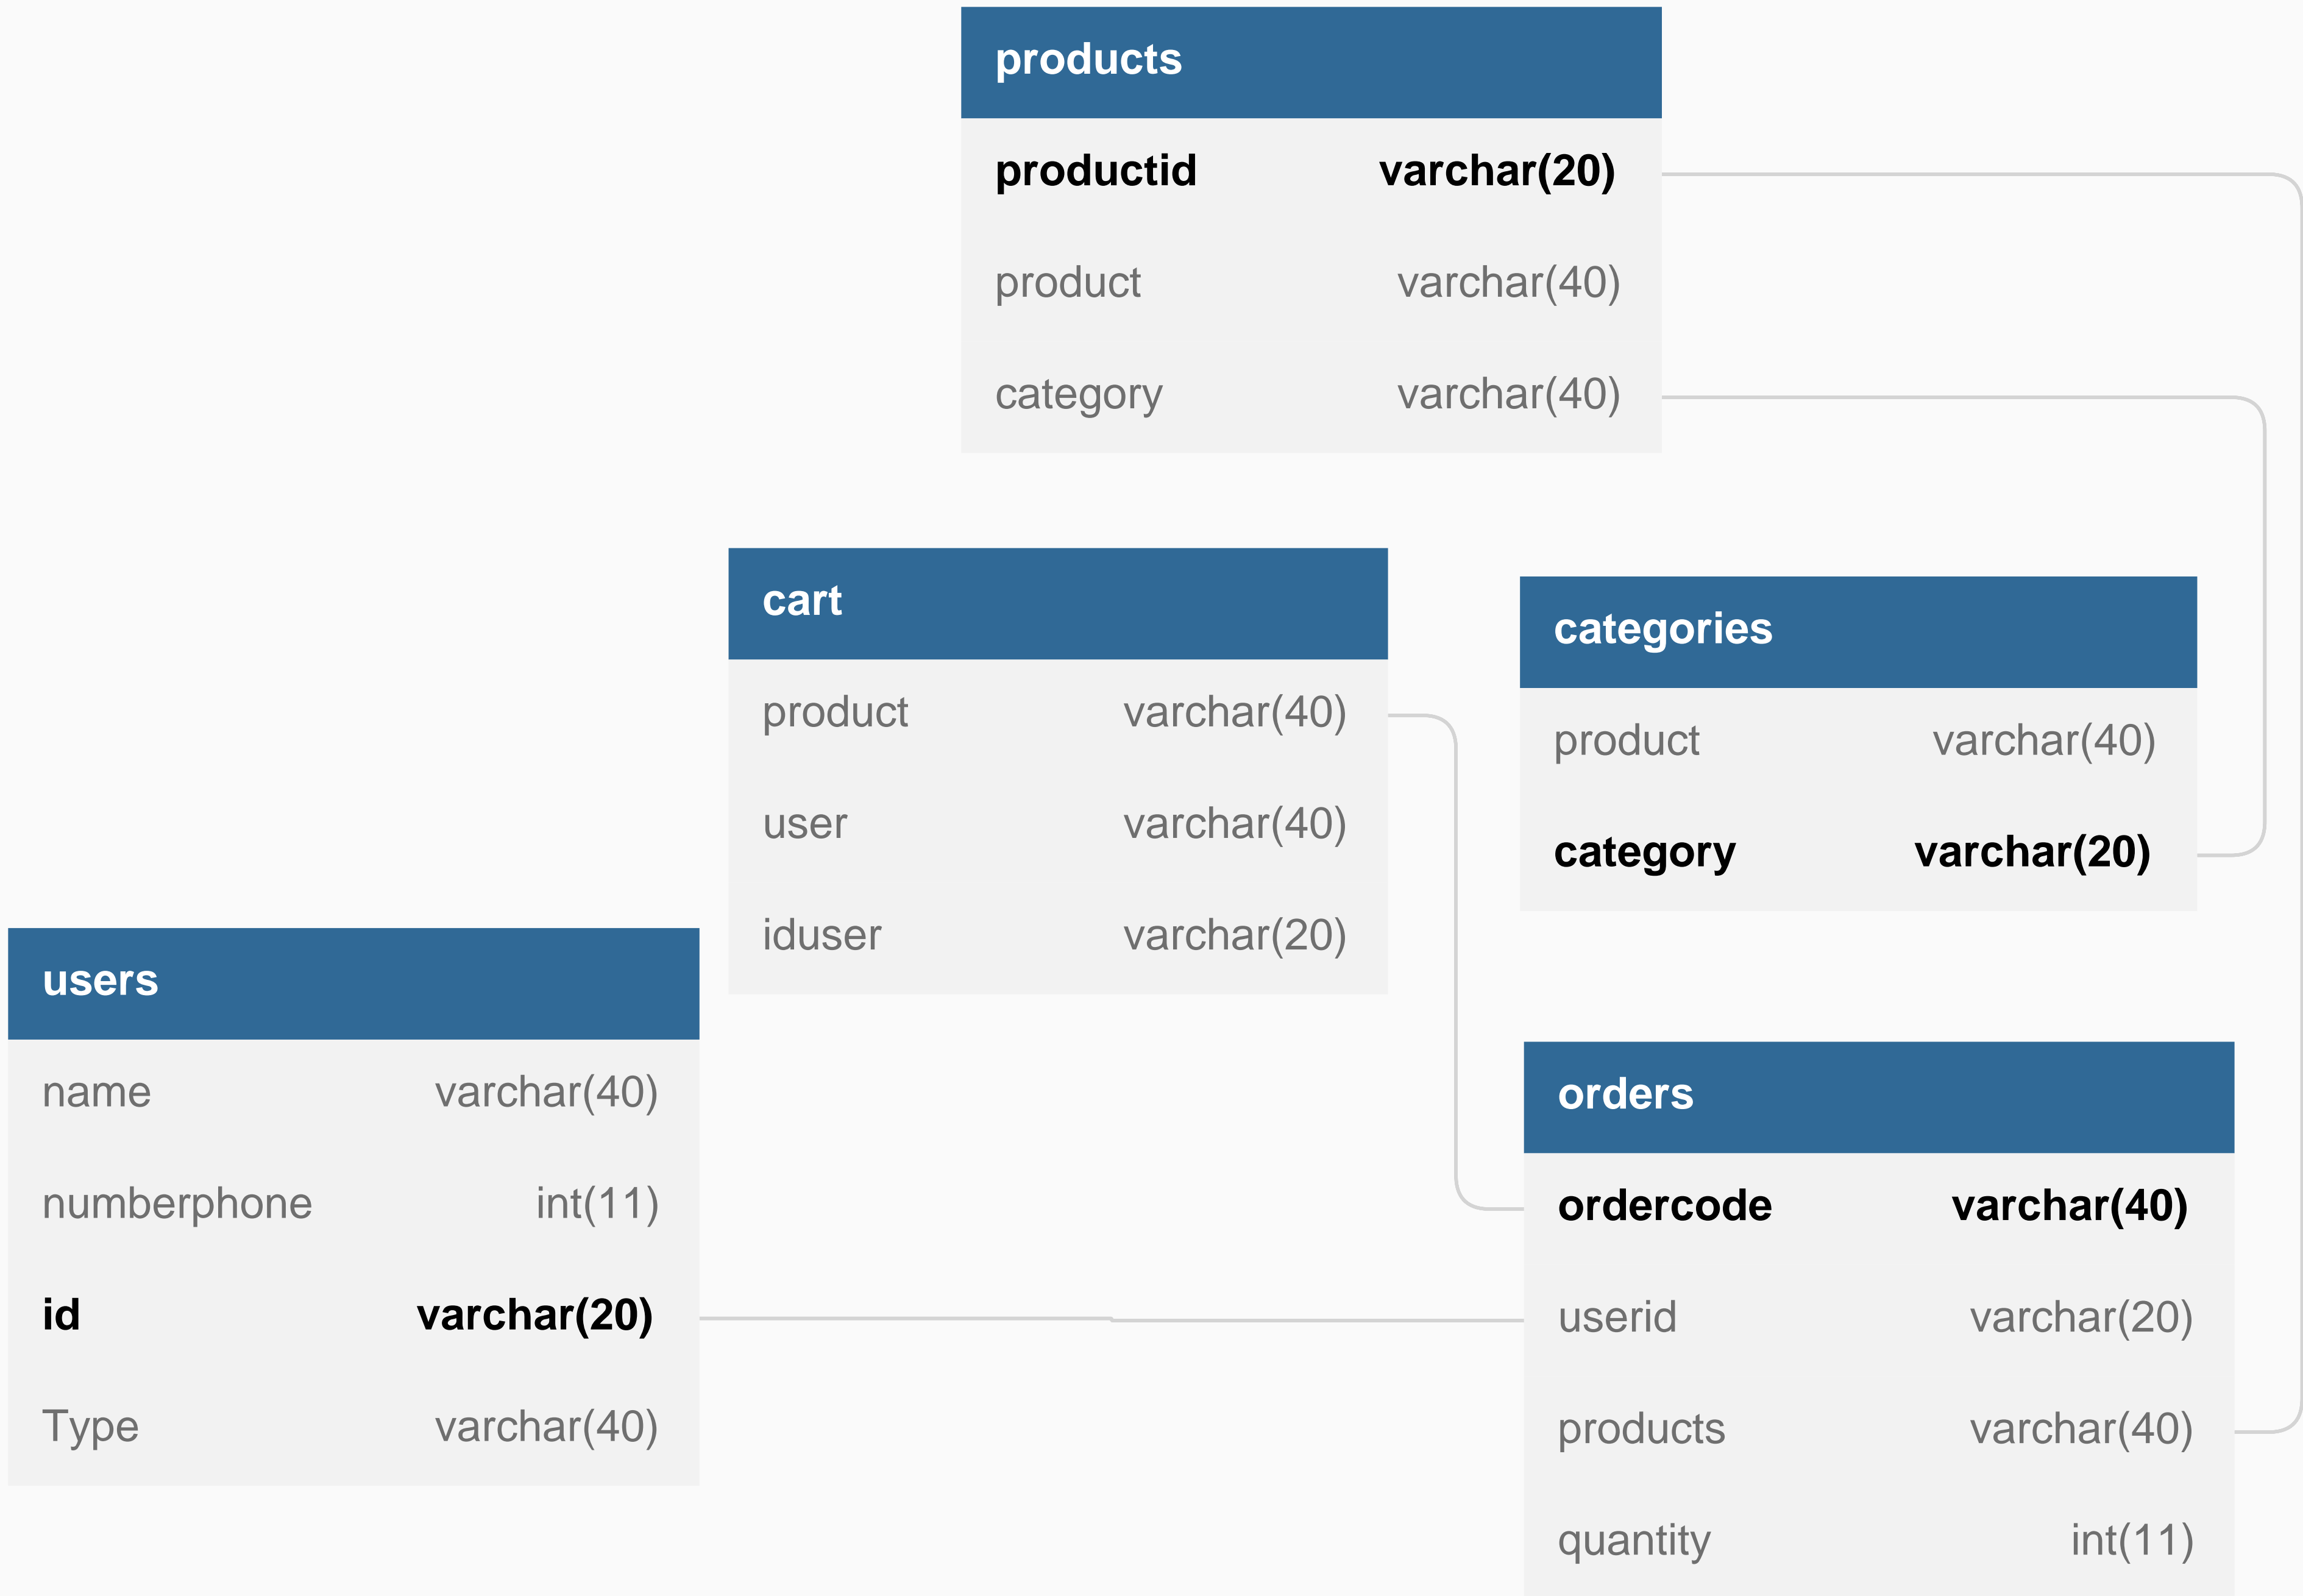 products
productid varchar(20)
product varchar(40)
category varchar(40)
cart
product varchar(40)
user varchar(40)
iduser varchar(20)
categories
product varchar(40)
category varchar(20)
users
name varchar(40)
numberphone int(11)
id varchar(20)
Type varchar(40)
orders
ordercode varchar(40)
userid varchar(20)
products varchar(40)
quantity int(11)